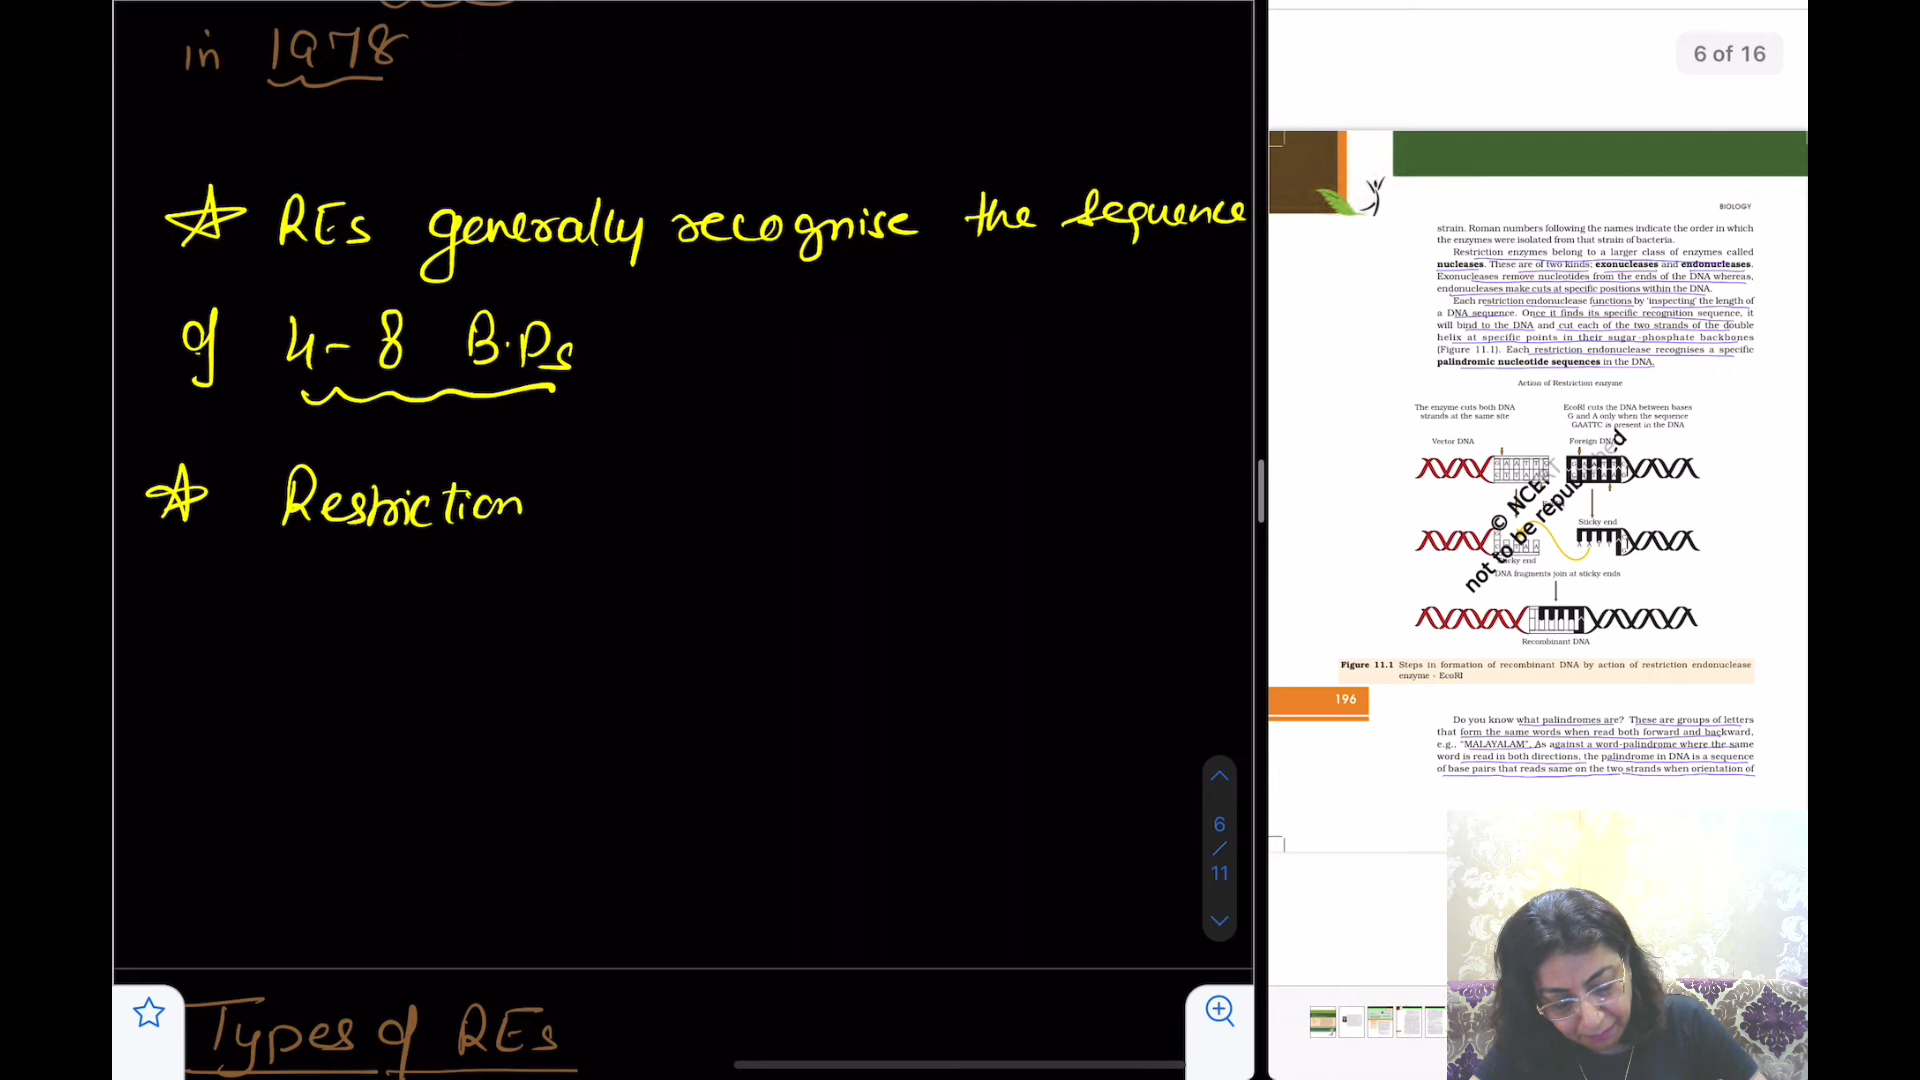 in 1978
☆ REs generally recognise the sequence
of 4-8 B.Ps
☆ Restriction
Types of REs
6
/
11
6 of 16
BIOLOGY
strain. Roman numbers following the names indicate the order in which
the enzymes were isolated from that strain of bacteria.
Restriction enzymes belong to a larger class of enzymes called
nucleases. These are of two kinds; exonucleases and endonucleases.
Exonucleases remove nucleotides from the ends of the DNA whereas,
endonucleases make cuts at specific positions within the DNA.
Each restriction endonuclease functions by 'inspecting' the length of
a DNA sequence. Once it finds its specific recognition sequence, it
will bind to the DNA and cut each of the two strands of the double
helix at specific points in their sugar-phosphate backbones
(Figure 11.1). Each restriction endonuclease recognises a specific
palindromic nucleotide sequences in the DNA.
Action of Restriction enzyme
The enzyme cuts both DNA
strands at the same site
EcoRI cuts the DNA between bases
G and A only when the sequence
GAATTC is present in the DNA
Vector DNA
Foreign DNA
Sticky end
DNA fragments join at sticky ends
Recombinant DNA
© NCERT
not to be republished
Figure 11.1 Steps in formation of recombinant DNA by action of restriction endonuclease
enzyme - EcoRI
196
Do you know what palindromes are? These are groups of letters
that form the same words when read both forward and backward,
e.g., "MALAYALAM". As against a word-palindrome where the same
word is read in both directions, the palindrome in DNA is a sequence
of base pairs that reads same on the two strands when orientation of